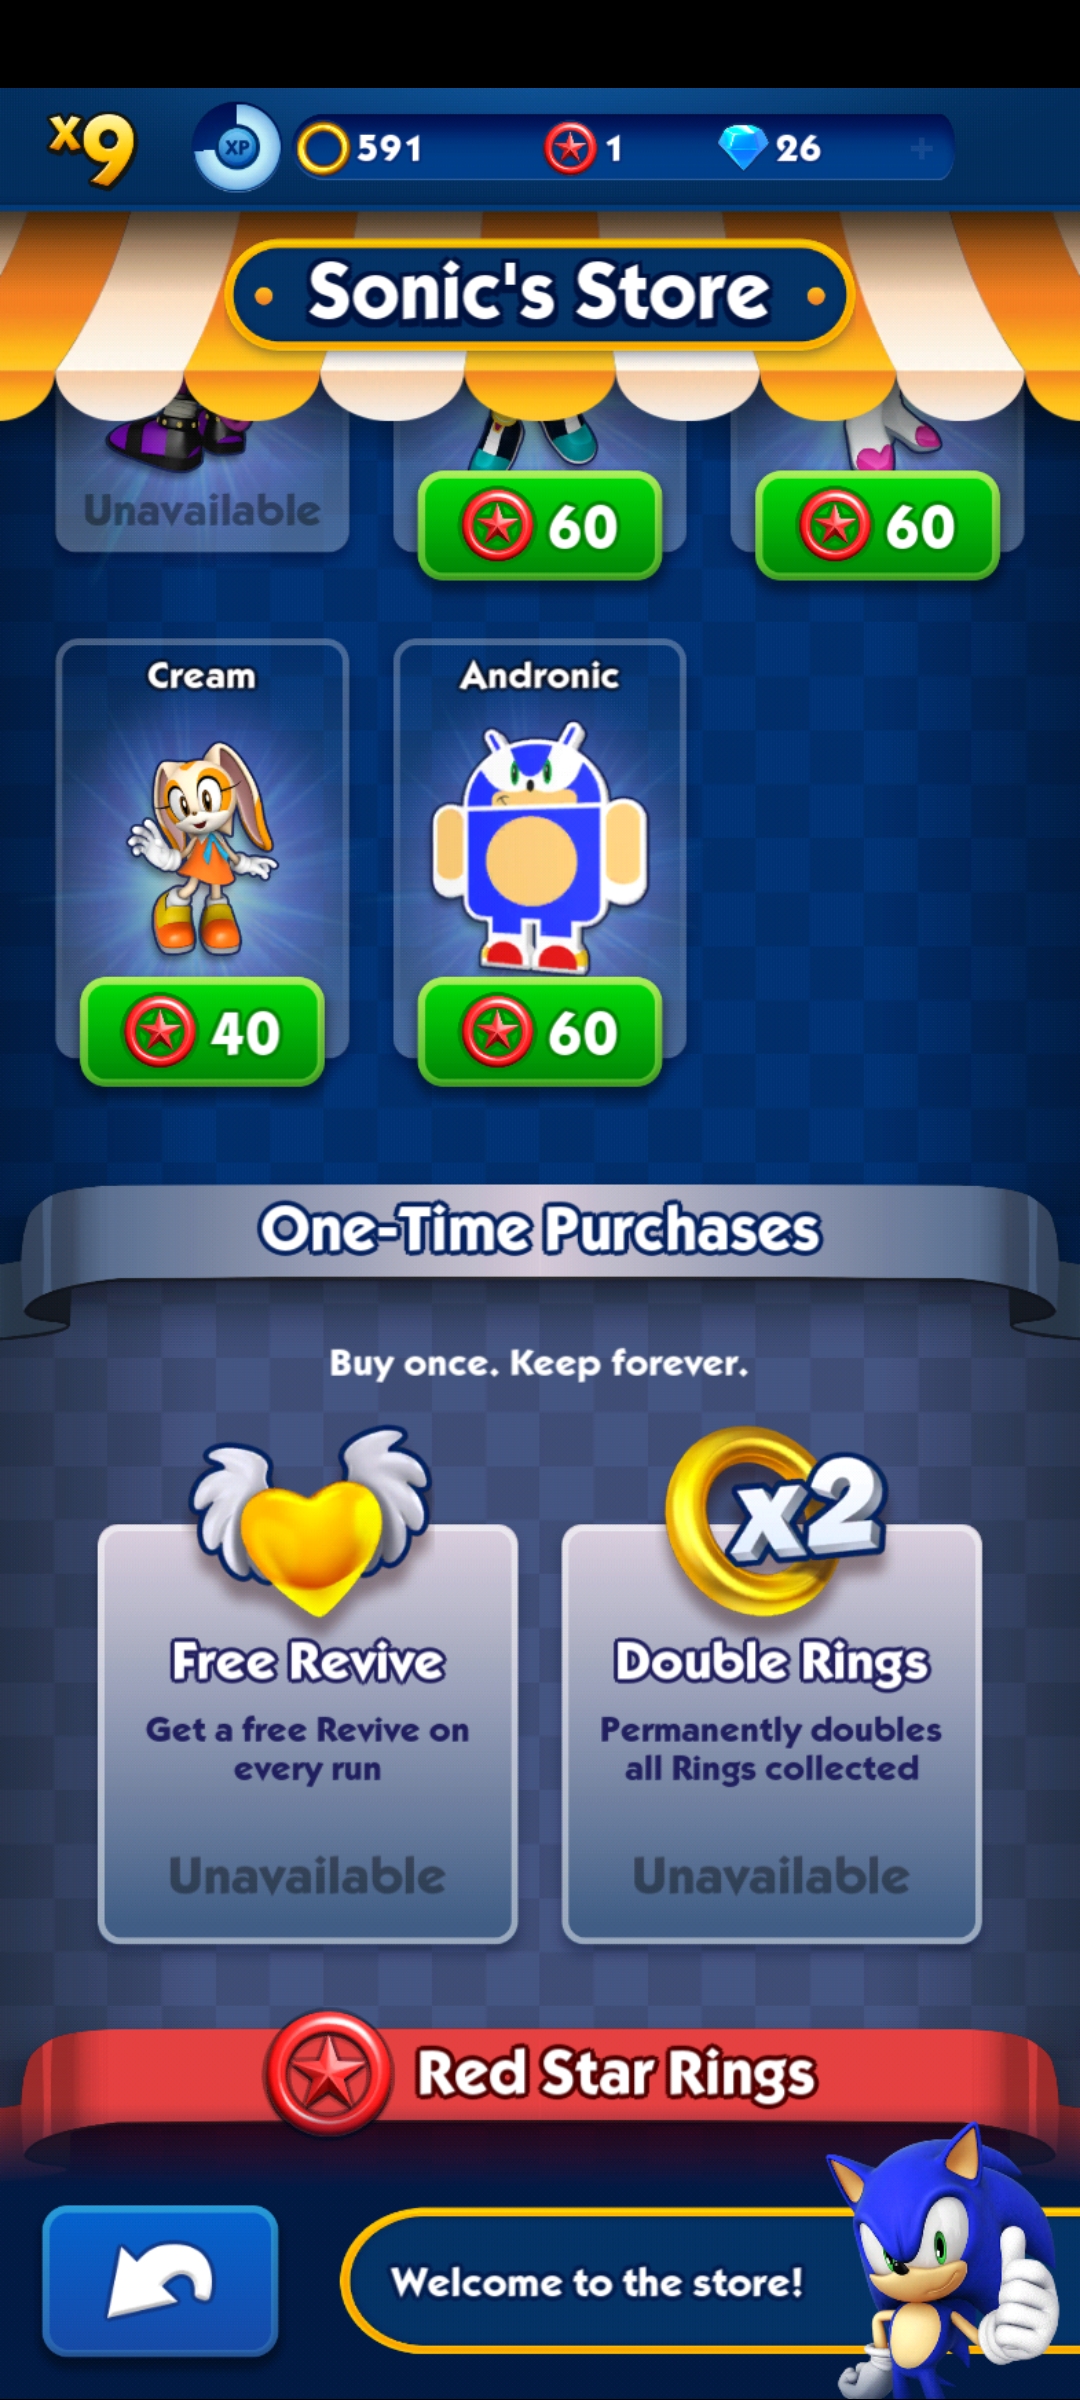 x9
XP
591
1
26
Sonic's Store
Unavailable
60
60
Cream
Andronic
40
60
One-Time Purchases
Buy once. Keep forever.
x2
Free Revive
Get a free Revive on
every run
Unavailable
Double Rings
Permanently doubles
all Rings collected
Unavailable
Red Star Rings
Welcome to the store!